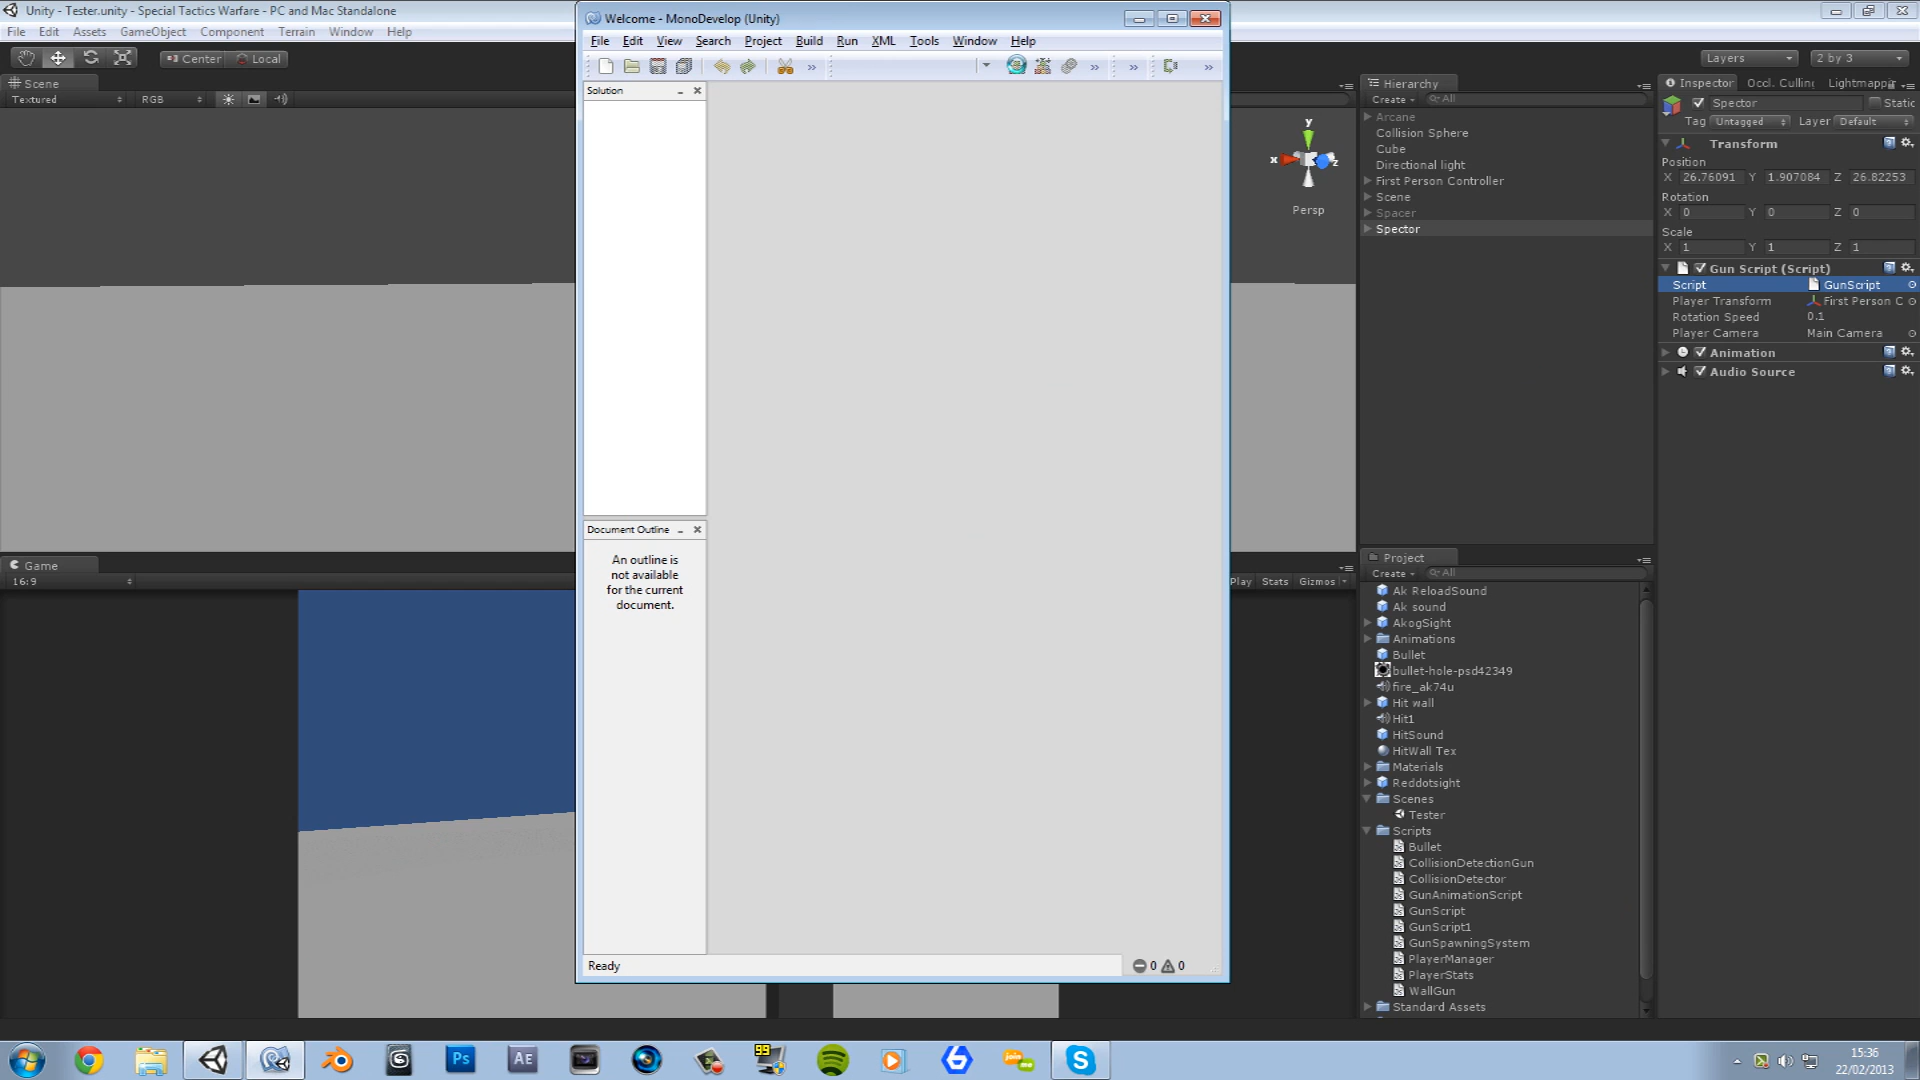 Unity - Tester.unity - Special Tactics Warfare - PC and Mac Standalone
File Edit Assets GameObject Component Terrain Window Help
Center Local
Layers
2 by 3
Scene
Textured
RGB
Welcome - MonoDevelop (Unity)
File Edit View Search Project Build Run XML Tools Window Help
Solution
Document Outline
An outline is
not available
for the current
document.
Ready
0 0
y
x
z
Persp
Game
16:9
Play Stats Gizmos
Hierarchy
Create All
Arcane
Collision Sphere
Cube
Directional light
First Person Controller
Scene
Spacer
Spector
Project
Create All
Ak ReloadSound
Ak sound
AkogSight
Animations
Bullet
bullet-hole-psd42349
fire_ak74u
Hit wall
Hit1
HitSound
HitWall Tex
Materials
Reddotsight
Scenes
Tester
Scripts
Bullet
CollisionDetectionGun
CollisionDetector
GunAnimationScript
GunScript
GunScript1
GunSpawningSystem
PlayerManager
PlayerStats
WallGun
Standard Assets
Inspector Occl. Culling Lightmapping
Spector Static
Tag Untagged Layer Default
Transform
Position
X 26.76091 Y 1.907084 Z 26.82253
Rotation
X 0 Y 0 Z 0
Scale
X 1 Y 1 Z 1
Gun Script (Script)
Script GunScript
Player Transform First Person C
Rotation Speed 0.1
Player Camera Main Camera
Animation
Audio Source
Ps
AE
99
join
me
15:36
22/02/2013